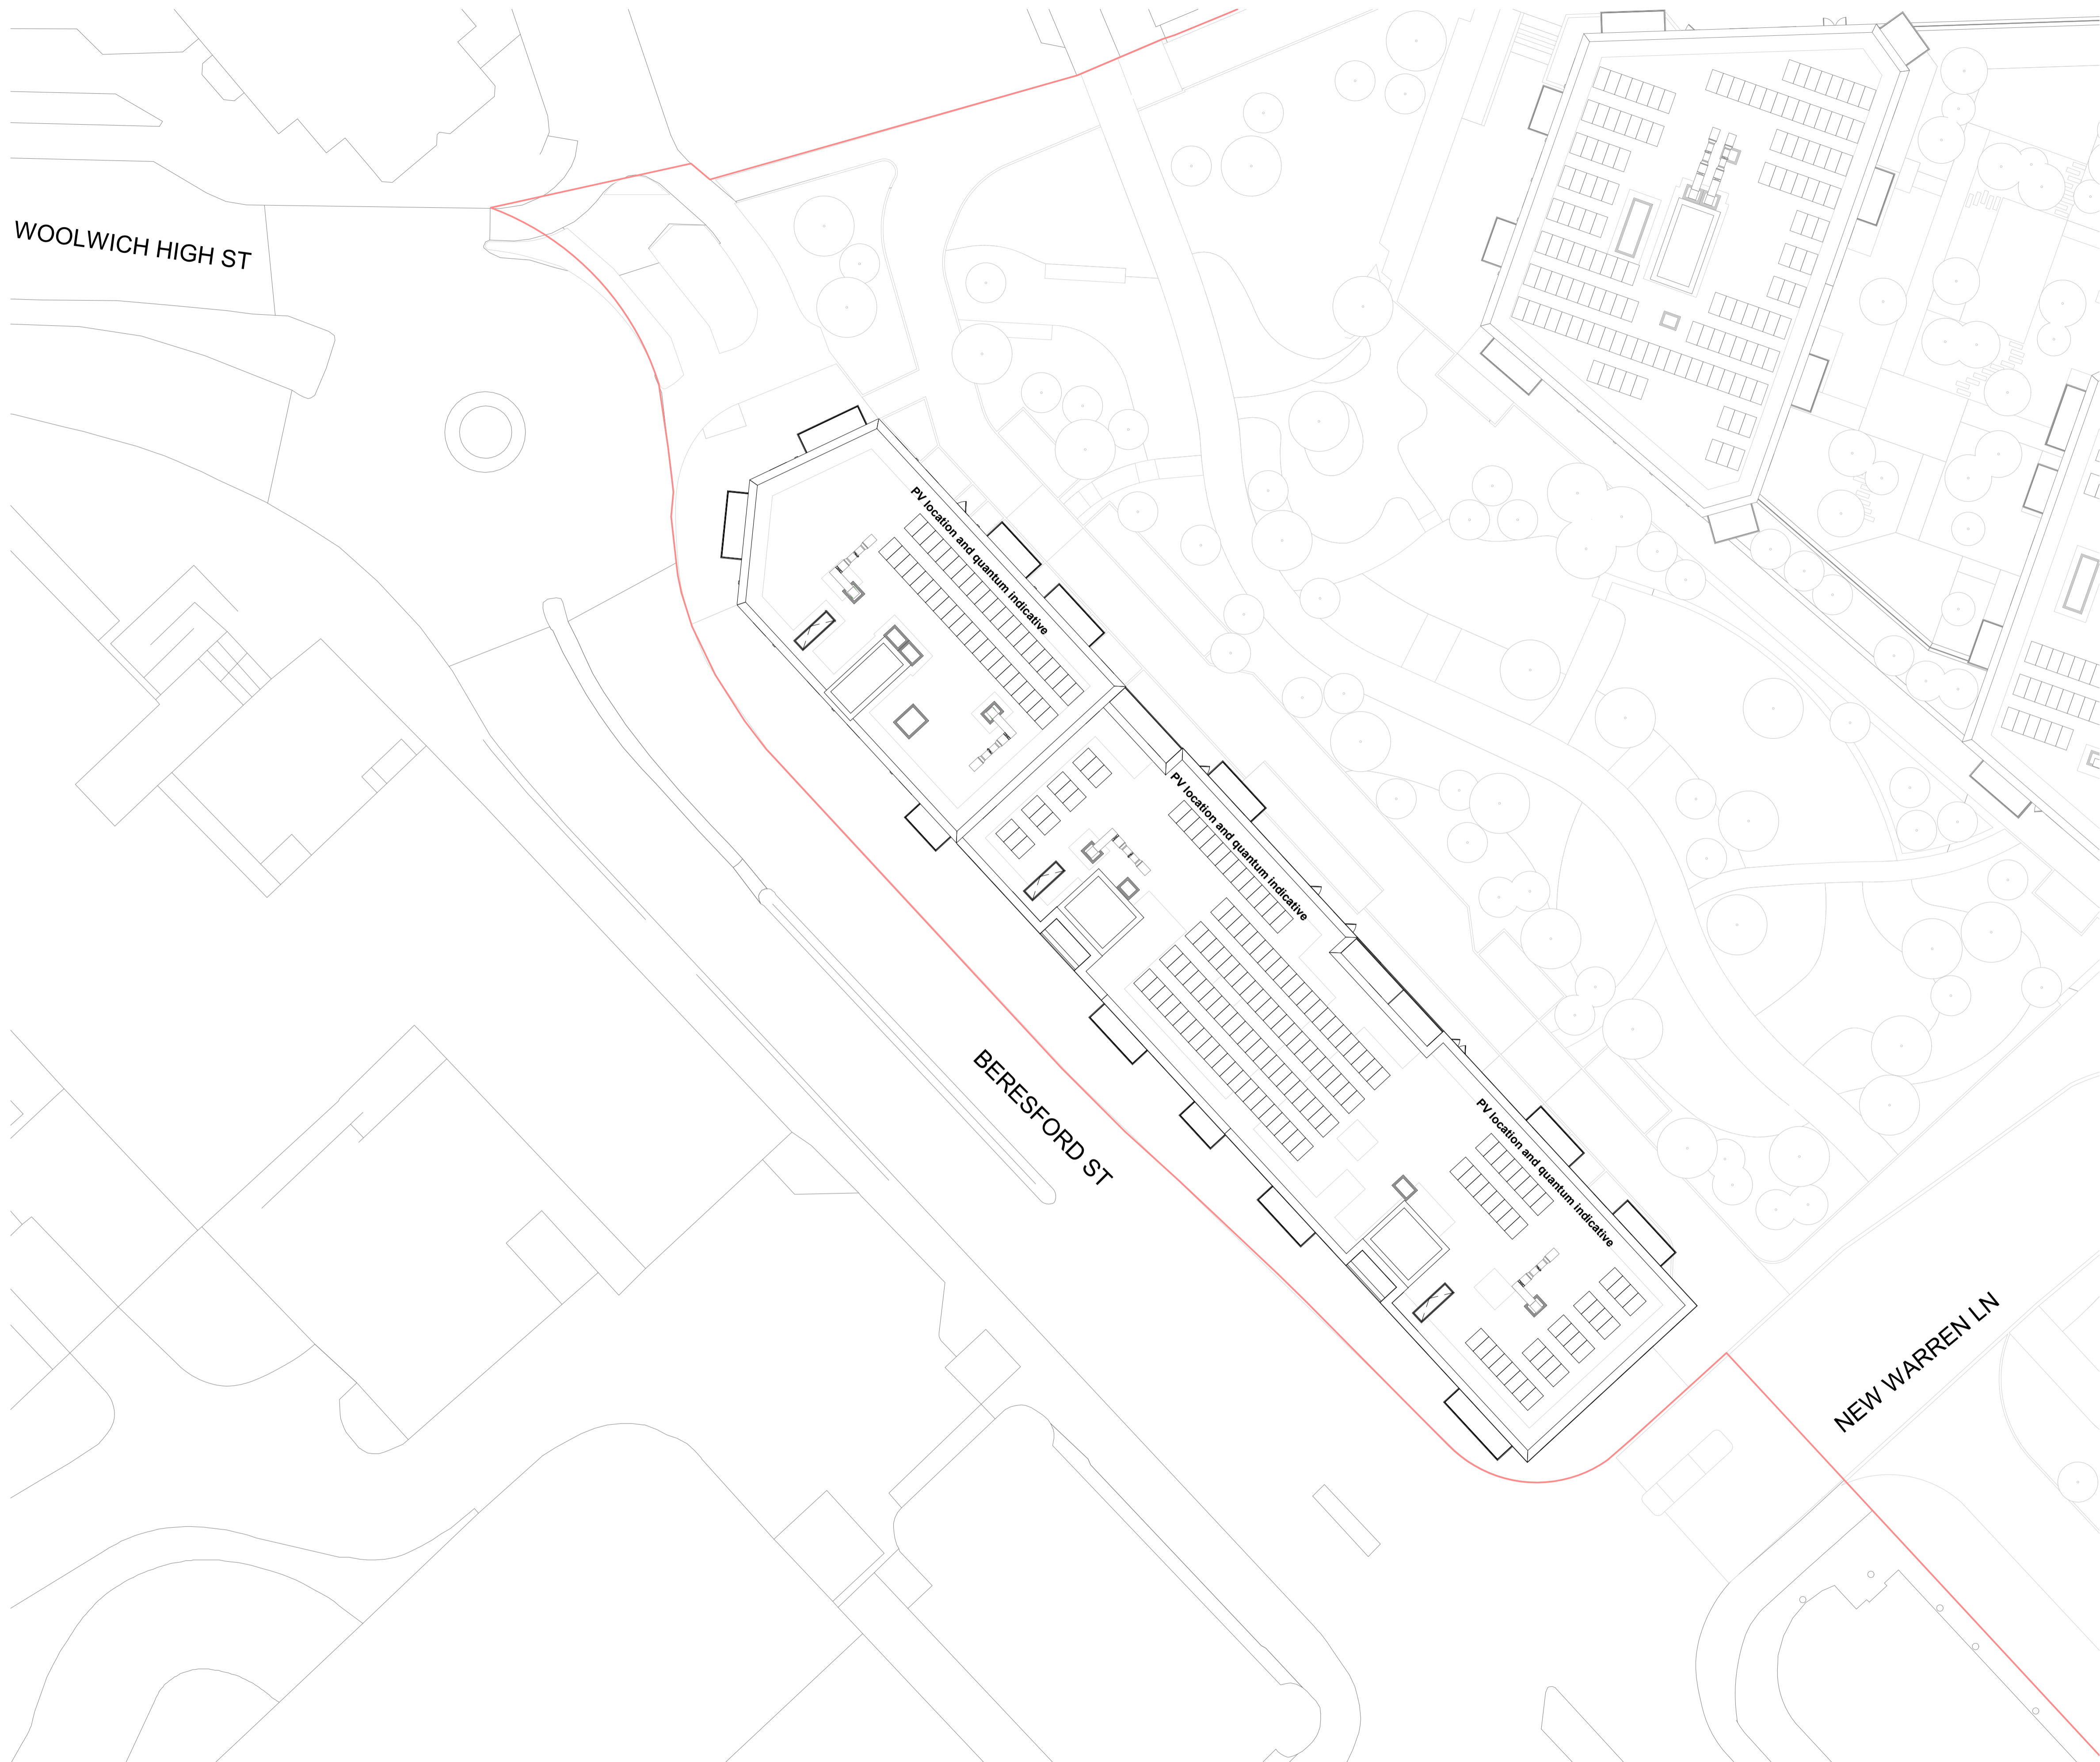 WOOLWICH HIGH ST
PV location and quantum indicative
PV location and quantum indicative
BERESFORD ST
PV location and quantum indicative
NEW WARREN LN